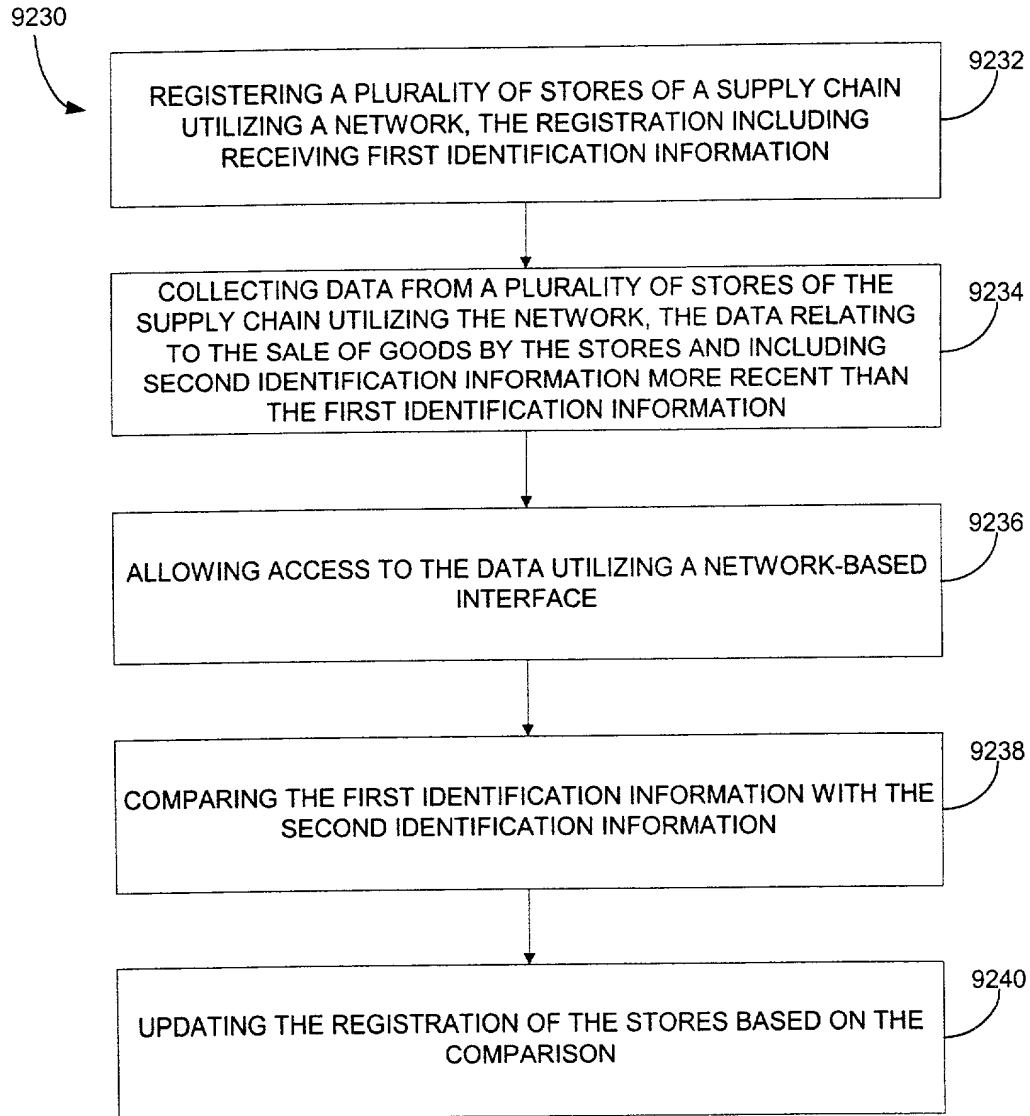 9230
9232
REGISTERING A PLURALITY OF STORES OF A SUPPLY CHAIN
UTILIZING A NETWORK, THE REGISTRATION INCLUDING
RECEIVING FIRST IDENTIFICATION INFORMATION
9234
COLLECTING DATA FROM A PLURALITY OF STORES OF THE
SUPPLY CHAIN UTILIZING THE NETWORK, THE DATA RELATING
TO THE SALE OF GOODS BY THE STORES AND INCLUDING
SECOND IDENTIFICATION INFORMATION MORE RECENT THAN
THE FIRST IDENTIFICATION INFORMATION
9236
ALLOWING ACCESS TO THE DATA UTILIZING A NETWORK-BASED
INTERFACE
9238
COMPARING THE FIRST IDENTIFICATION INFORMATION WITH THE
SECOND IDENTIFICATION INFORMATION
9240
UPDATING THE REGISTRATION OF THE STORES BASED ON THE
COMPARISON